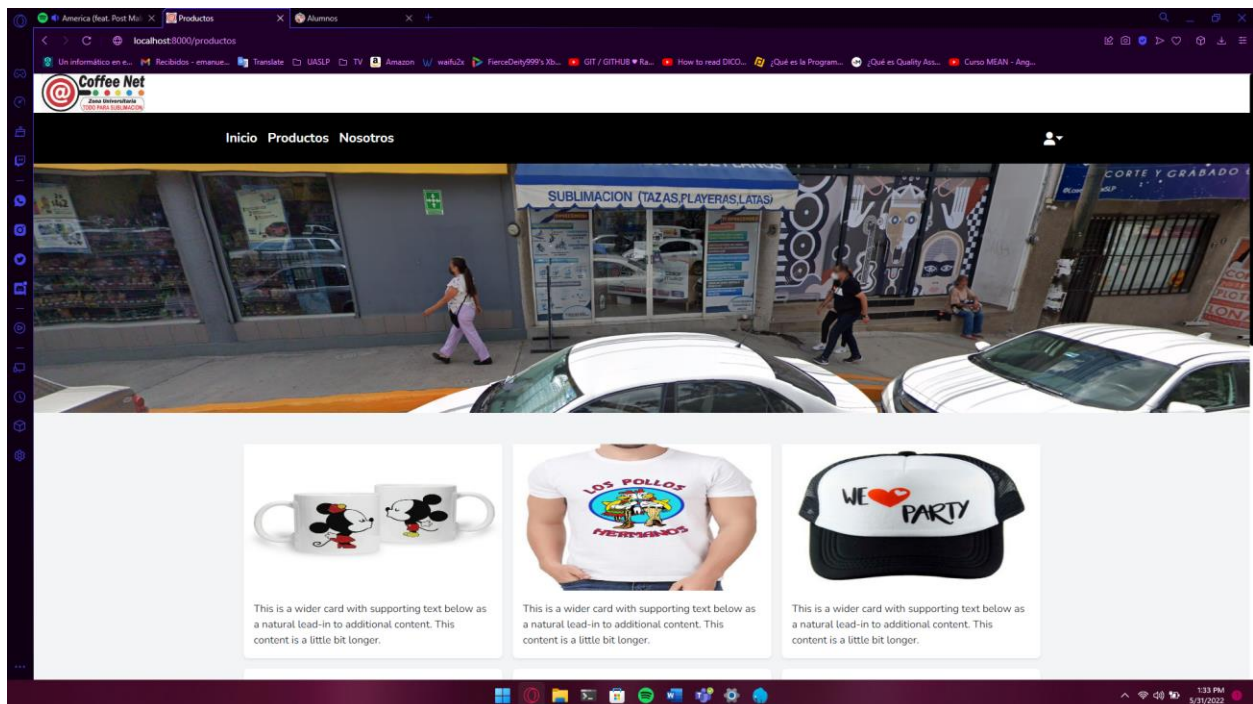 America (feat. Post Mal
Productos
Alumnos
localhost:8000/productos
Un informático en e...
Recibidos - emanue...
Translate
UASLP
TV
Amazon
waifu2x
FierceDeity999's Xb...
GIT / GITHUB ♥ Ra...
How to read DICO...
¿Qué es la Program...
¿Qué es Quality Ass...
Curso MEAN - Ang...
Coffee Net
Zona Universitaria
TODO PARA SUBLIMACION
Inicio Productos Nosotros
SUBLIMACION (TAZAS,PLAYERAS,LATAS)
CORTE Y GRABADO
LOS POLLOS
HERMANOS
WE
PARTY
This is a wider card with supporting text below as
a natural lead-in to additional content. This
content is a little bit longer.
This is a wider card with supporting text below as
a natural lead-in to additional content. This
content is a little bit longer.
This is a wider card with supporting text below as
a natural lead-in to additional content. This
content is a little bit longer.
1:33 PM
5/31/2022